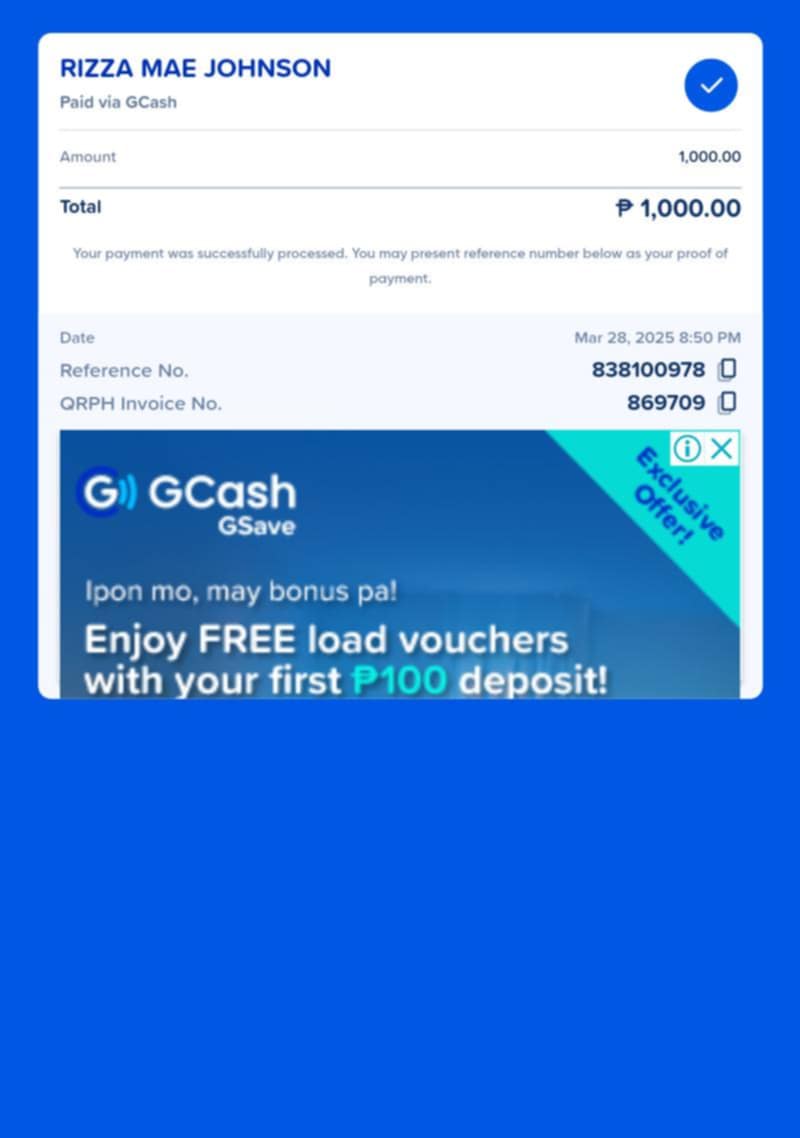 RIZZA MAE JOHNSON
Paid via GCash
Amount 1,000.00
Total ₱ 1,000.00
Your payment was successfully processed. You may present reference number below as your proof of
payment.
Date Mar 28, 2025 8:50 PM
Reference No. 838100978
QRPH Invoice No. 869709
G GCash
GSave
Exclusive
Offer!
Ipon mo, may bonus pa!
Enjoy FREE load vouchers
with your first ₱100 deposit!